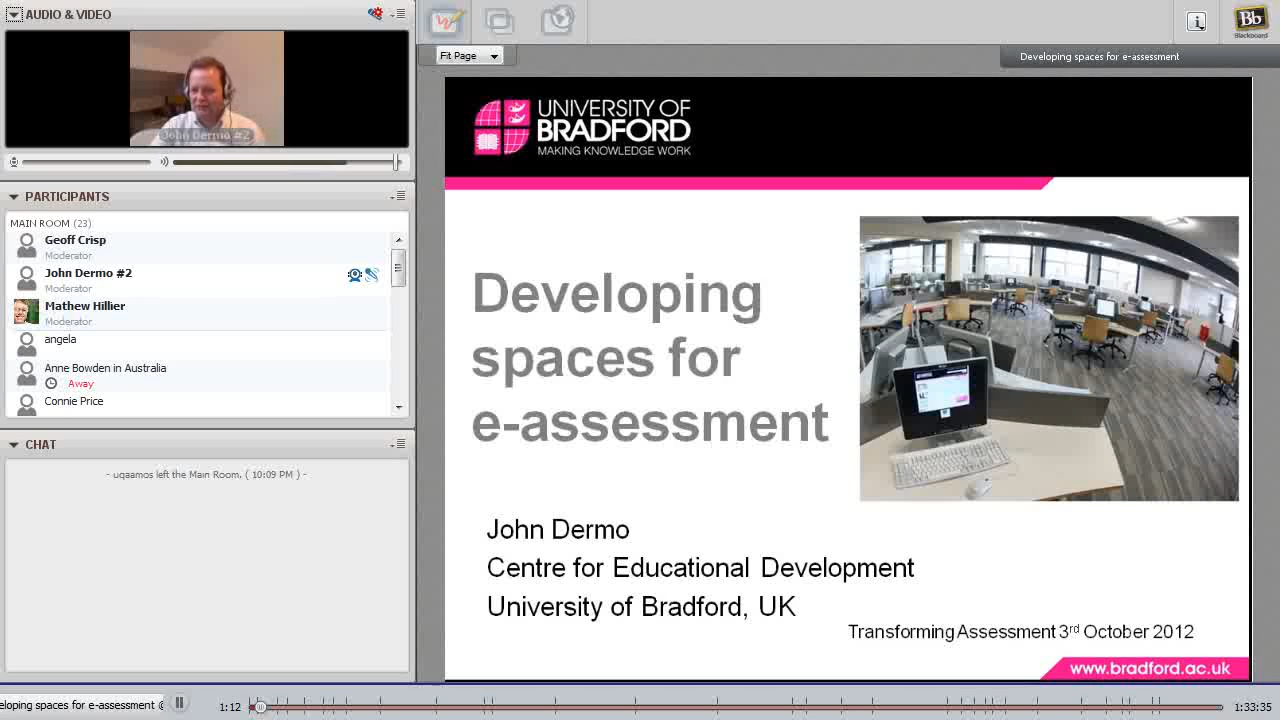 AUDIO & VIDEO
John Dermo #2
PARTICIPANTS
MAIN ROOM (23)
Geoff Crisp
Moderator
John Dermo #2
Moderator
Mathew Hillier
Moderator
angela
Anne Bowden in Australia
Away
Connie Price
CHAT
- uqaamos left the Main Room. ( 10:09 PM ) -
Fit Page
Bb
Blackboard
Developing spaces for e-assessment
UNIVERSITY OF
BRADFORD
MAKING KNOWLEDGE WORK
Developing
spaces for
e-assessment
John Dermo
Centre for Educational Development
University of Bradford, UK
Transforming Assessment 3rd October 2012
www.bradford.ac.uk
eloping spaces for e-assessment @
1:12
1:33:35